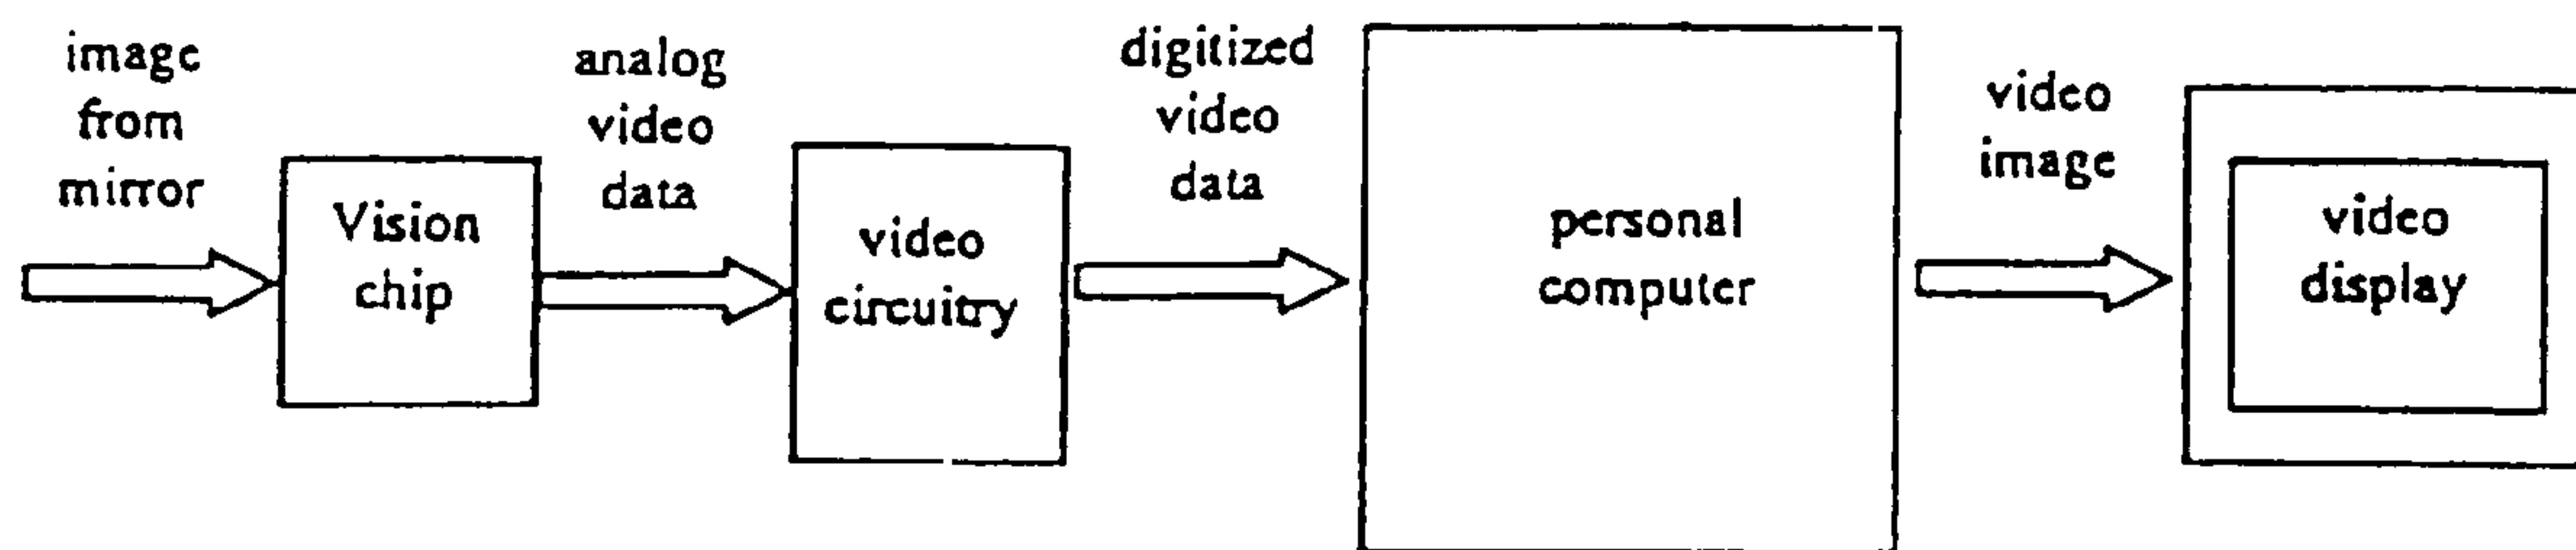 image
from
mirror
Vision
chip
analog
video
data
video
circuitry
digitized
video
data
personal
computer
video
image
video
display